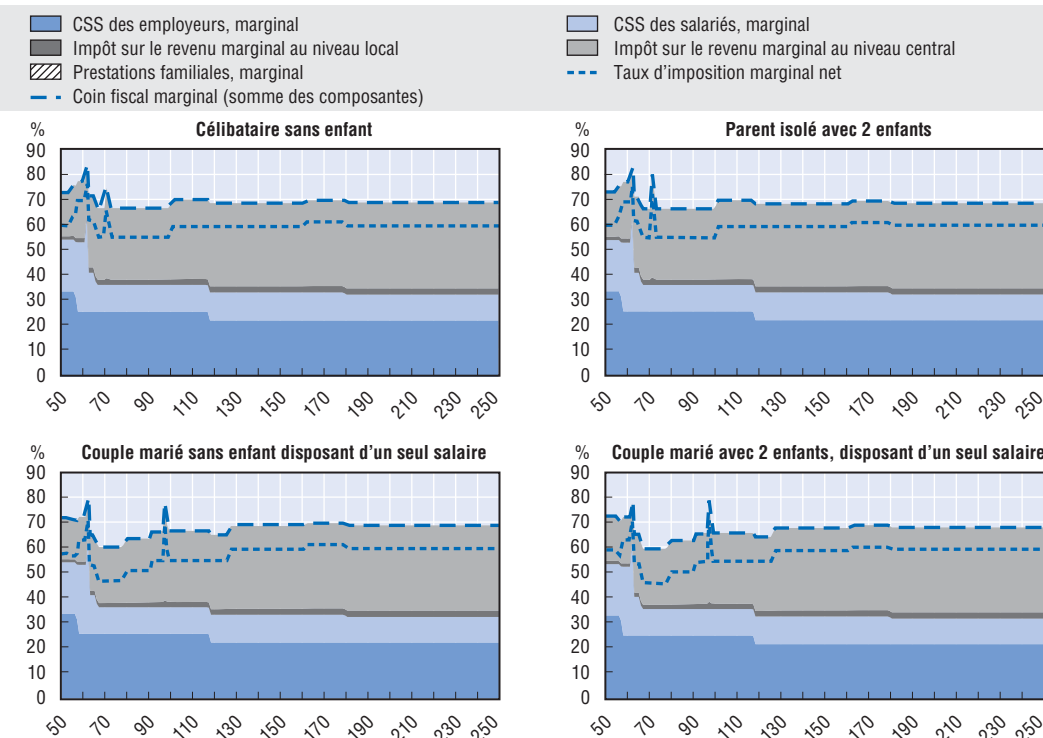 CSS des employeurs, marginal
CSS des salariés, marginal
Impôt sur le revenu marginal au niveau local
Impôt sur le revenu marginal au niveau central
Prestations familiales, marginal
Taux d'imposition marginal net
Coin fiscal marginal (somme des composantes)
% Célibataire sans enfant
90
80
70
60
50
40
30
20
10
0
50 70 90 110 130 150 170 190 210 230 250
% Parent isolé avec 2 enfants
90
80
70
60
50
40
30
20
10
0
50 70 90 110 130 150 170 190 210 230 250
% Couple marié sans enfant disposant d'un seul salaire
90
80
70
60
50
40
30
20
10
0
50 70 90 110 130 150 170 190 210 230 250
% Couple marié avec 2 enfants, disposant d'un seul salaire
90
80
70
60
50
40
30
20
10
0
50 70 90 110 130 150 170 190 210 230 250